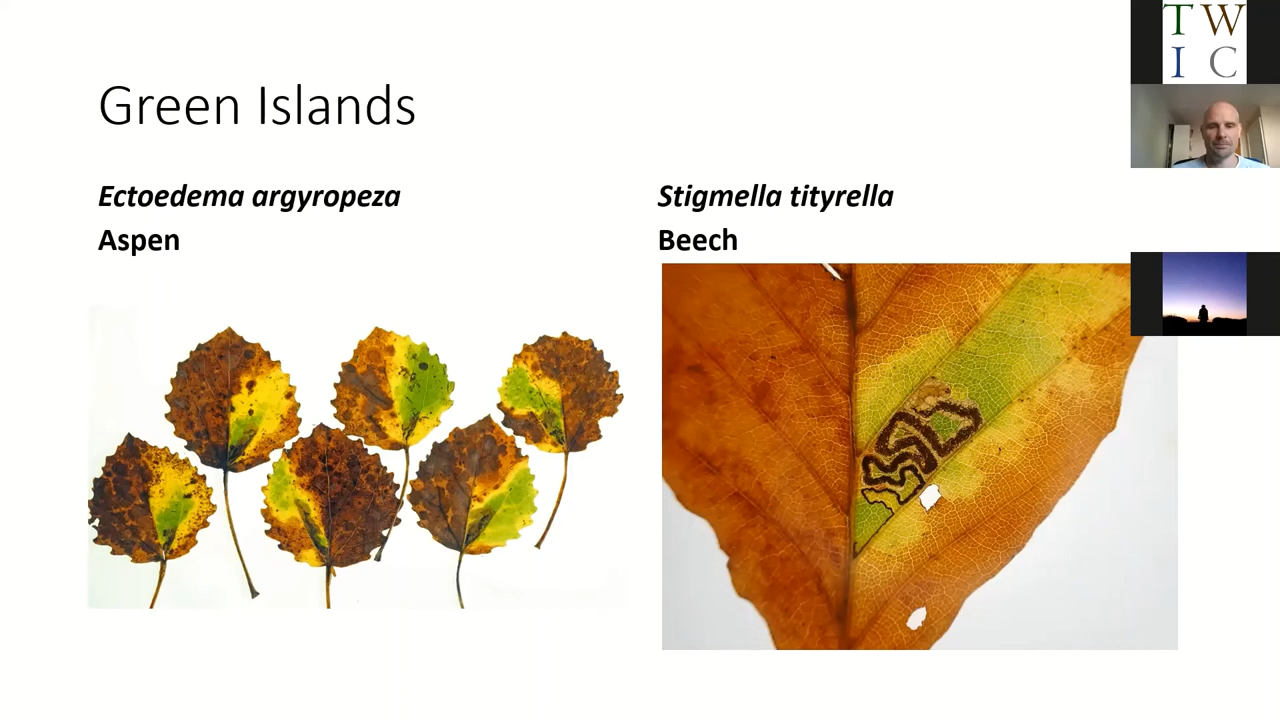 Green Islands
Ectoedema argyropeza
Aspen
Stigmella tityrella
Beech
T W
I C